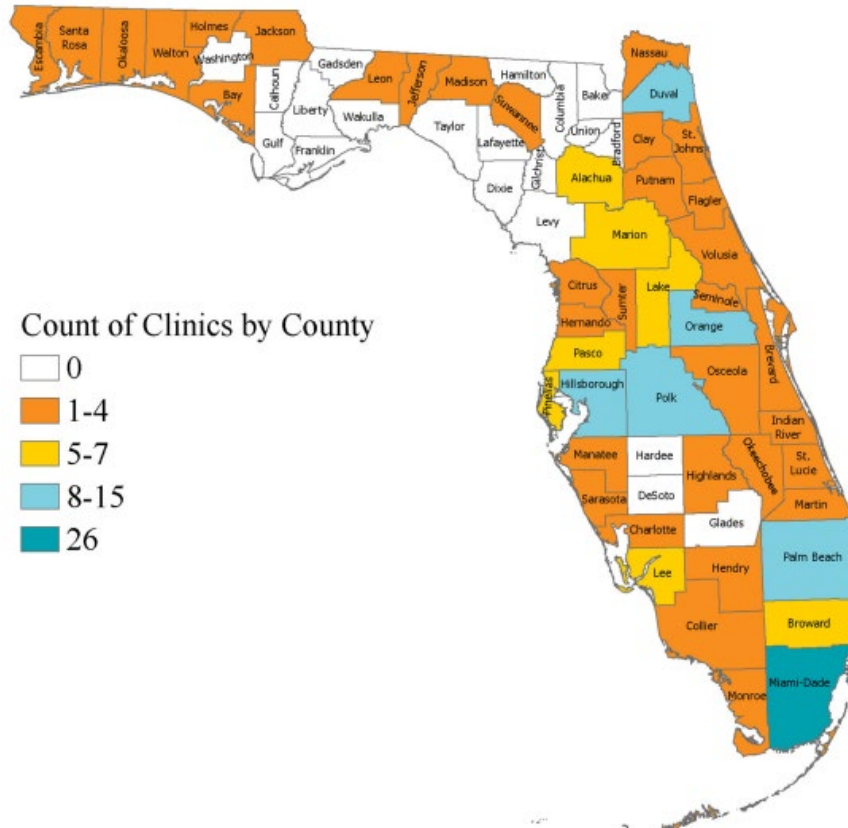 Holmes
Jackson
Santa
Rosa
Escambia
Okaloosa
Walton
Washington
Bay
Calhoun
Gadsden
Liberty
Gulf
Franklin
Leon
Wakulla
Jefferson
Madison
Taylor
Hamilton
Suwannee
Lafayette
Columbia
Baker
Union
Bradford
Gilchrist
Dixie
Levy
Nassau
Duval
Clay
St.
Johns
Alachua
Putnam
Flagler
Marion
Volusia
Citrus
Sumter
Lake
Seminole
Hernando
Orange
Brevard
Pasco
Osceola
Hillsborough
Pinellas
Polk
Indian
River
Manatee
Hardee
Highlands
Okeechobee
St.
Lucie
Sarasota
DeSoto
Martin
Charlotte
Glades
Palm Beach
Lee
Hendry
Broward
Collier
Miami-Dade
Monroe
Count of Clinics by County
0
1-4
5-7
8-15
26